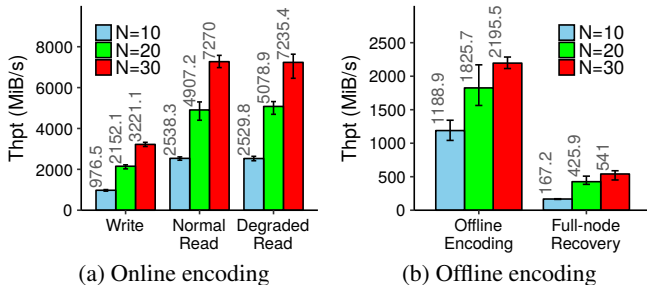 Thpt (MiB/s)
8000
6000
4000
2000
0
N=10
N=20
N=30
976.5
2152.1
3221.1
2538.3
4907.2
7270
2529.8
5078.9
7235.4
Write
Normal
Read
Degraded
Read
(a) Online encoding
Thpt (MiB/s)
2500
2000
1500
1000
500
0
N=10
N=20
N=30
1188.9
1825.7
2195.5
167.2
425.9
541
Offline
Encoding
Full-node
Recovery
(b) Offline encoding